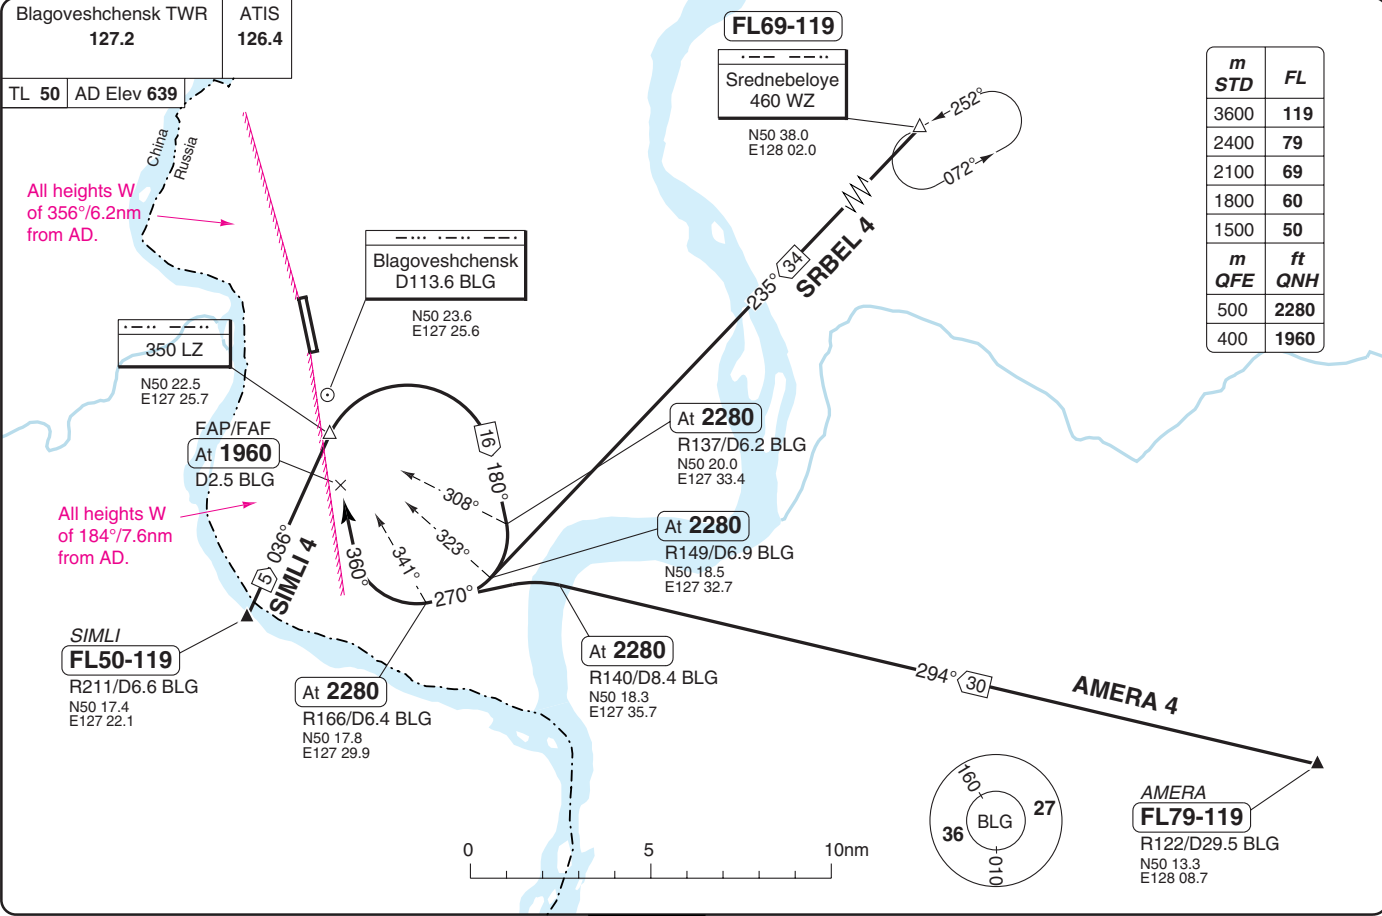 Blagoveshchensk TWR
127.2
ATIS
126.4
TL 50
AD Elev 639
China
Russia
All heights W
of 356°/6.2nm
from AD.
FL69-119
Srednebeloye
460 WZ
N50 38.0
E128 02.0
252°
072°
m
STD
FL
3600 119
2400 79
2100 69
1800 60
1500 50
m
QFE
ft
QNH
500 2280
400 1960
Blagoveshchensk
D113.6 BLG
N50 23.6
E127 25.6
235°
34
SRBEL 4
350 LZ
N50 22.5
E127 25.7
FAP/FAF
At 1960
D2.5 BLG
16
180°
At 2280
R137/D6.2 BLG
N50 20.0
E127 33.4
308°
323°
341°
360°
270°
At 2280
R149/D6.9 BLG
N50 18.5
E127 32.7
All heights W
of 184°/7.6nm
from AD.
5
036°
SIMLI 4
SIMLI
FL50-119
R211/D6.6 BLG
N50 17.4
E127 22.1
At 2280
R166/D6.4 BLG
N50 17.8
E127 29.9
At 2280
R140/D8.4 BLG
N50 18.3
E127 35.7
294°
30
AMERA 4
AMERA
FL79-119
R122/D29.5 BLG
N50 13.3
E128 08.7
160
BLG
27
36
010
0 5 10nm